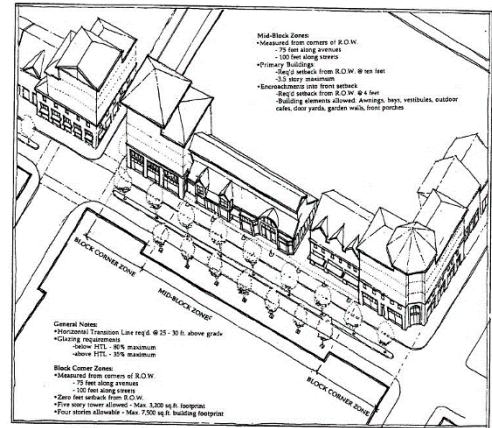 Mid-Block Zones:
•Measured from corners of R.O.W.
- 75 feet along avenues
- 100 feet along streets
•Primary Buildings:
-Req'd setback from R.O.W. @ ten feet
-3.5 story maximum
•Encroachments into front setback
-Req'd setback from R.O.W. @ 4 feet
-Building elements allowed: Awnings, bays, vestibules, outdoor
cafes, door yards, garden walls, front porches
BLOCK CORNER ZONE
MID-BLOCK ZONE
BLOCK CORNER ZONE
General Notes:
•Horizontal Transition Line req'd. @ 25 - 30 ft. above grade
•Glazing requirements
-below HTL - 80% maximum
-above HTL - 35% maximum
Block Corner Zones:
•Measured from corners of R.O.W.
- 75 feet along avenues
- 100 feet along streets
•Zero feet setback from R.O.W.
•Five story tower allowed - Max. 3,200 sq.ft. footprint
•Four stories allowable - Max. 7,500 sq.ft. building footprint